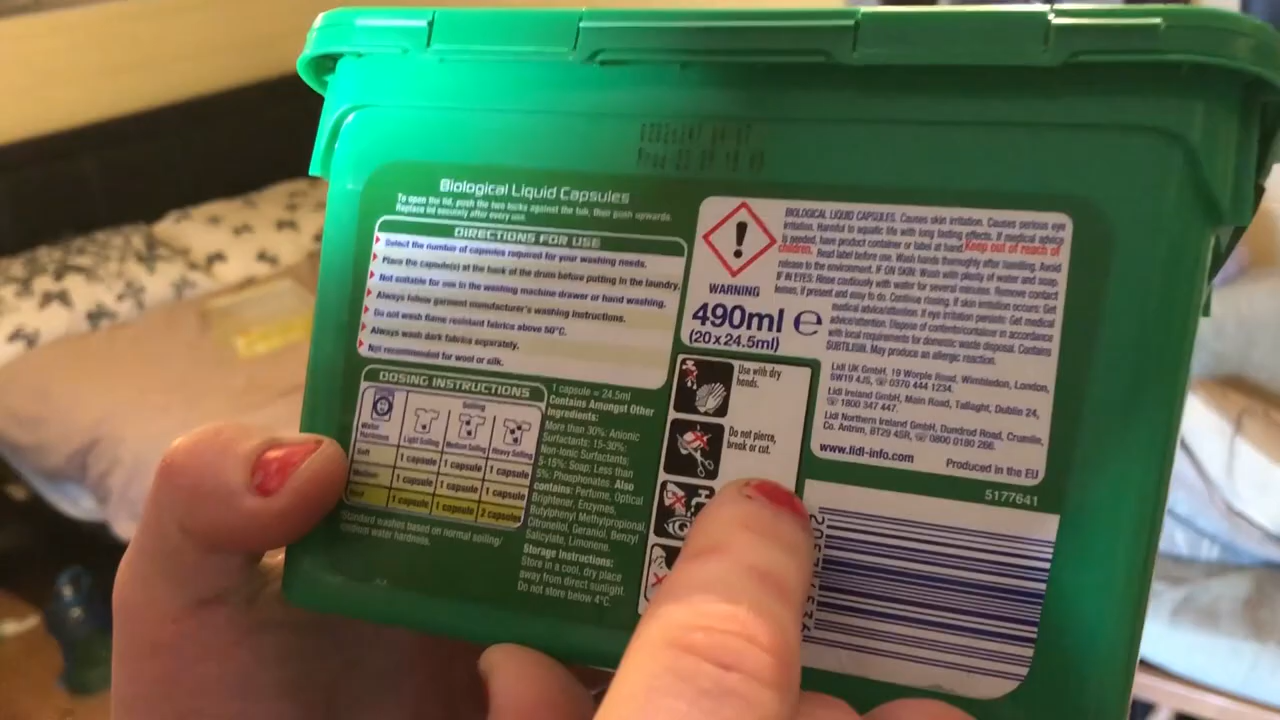 Biological Liquid Capsules
To open the lid, push the two locks against the tub, then push upwards.
Replace lid securely after every use.
DIRECTIONS FOR USE
Select the number of capsules required for your washing needs.
Place the capsule(s) at the back of the drum before putting in the laundry.
Not suitable for use in the washing machine drawer or hand washing.
Always follow garment manufacturer's washing instructions.
Do not wash flame resistant fabrics above 50°C.
Always wash dark fabrics separately.
Not recommended for wool or silk.
DOSING INSTRUCTIONS
Soiling
Water Hardness
Light Soiling
Medium Soiling
Heavy Soiling
Soft 1 capsule 1 capsule 1 capsule
Medium 1 capsule 1 capsule 1 capsule
Hard 1 capsule 1 capsule 2 capsules
Standard washes based on normal soiling/
medium water hardness.
1 capsule = 24.5ml
Contains Amongst Other
Ingredients:
More than 30%: Anionic
Surfactants: 15-30%:
Non-Ionic Surfactants:
5-15%: Soap: Less than
5%: Phosphonates. Also
contains: Perfume, Optical
Brightener, Enzymes,
Butylphenyl Methylpropional,
Citronellol, Geraniol, Benzyl
Salicylate, Limonene.
Storage Instructions:
Store in a cool, dry place
away from direct sunlight.
Do not store below 4°C.
WARNING
490ml e
(20x24.5ml)
Use with dry
hands.
Do not pierce,
break or cut.
BIOLOGICAL LIQUID CAPSULES. Causes skin irritation. Causes serious eye
irritation. Harmful to aquatic life with long lasting effects. If medical advice
is needed, have product container or label at hand. Keep out of reach of
children. Read label before use. Wash hands thoroughly after handling. Avoid
release to the environment. IF ON SKIN: Wash with plenty of water and soap.
IF IN EYES: Rinse cautiously with water for several minutes. Remove contact
lenses, if present and easy to do. Continue rinsing. If skin irritation occurs: Get
medical advice/attention. If eye irritation persists: Get medical
advice/attention. Dispose of contents/container in accordance
with local requirements for domestic waste disposal. Contains
SUBTILISIN. May produce an allergic reaction.
Lidl UK GmbH, 19 Worple Road, Wimbledon, London,
SW19 4JS, ☏ 0370 444 1234.
Lidl Ireland GmbH, Main Road, Tallaght, Dublin 24,
☏ 1800 347 447.
Lidl Northern Ireland GmbH, Dundrod Road, Crumlin,
Co. Antrim, BT29 4SR, ☏ 0800 0180 266.
www.lidl-info.com Produced in the EU
5177641